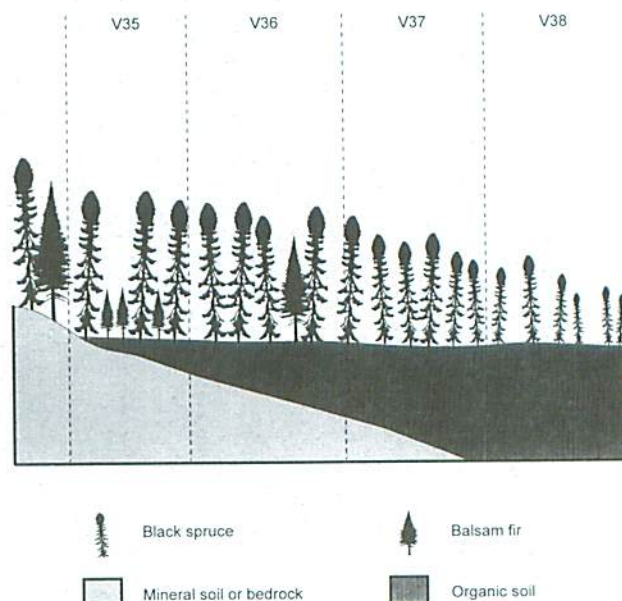 V35 V36 V37 V38
Black spruce Balsam fir
Mineral soil or bedrock Organic soil